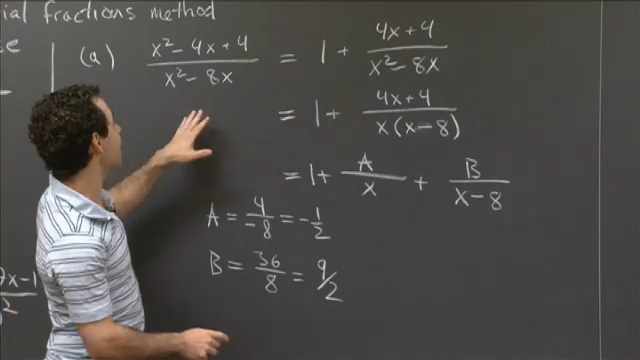 ial fractions method
(a) (x² - 4x + 4)/(x² - 8x) = 1 + (4x + 4)/(x² - 8x)
= 1 + (4x + 4)/(x(x - 8))
= 1 + A/x + B/(x - 8)
A = 4/-8 = -1/2
B = 36/8 = 9/2